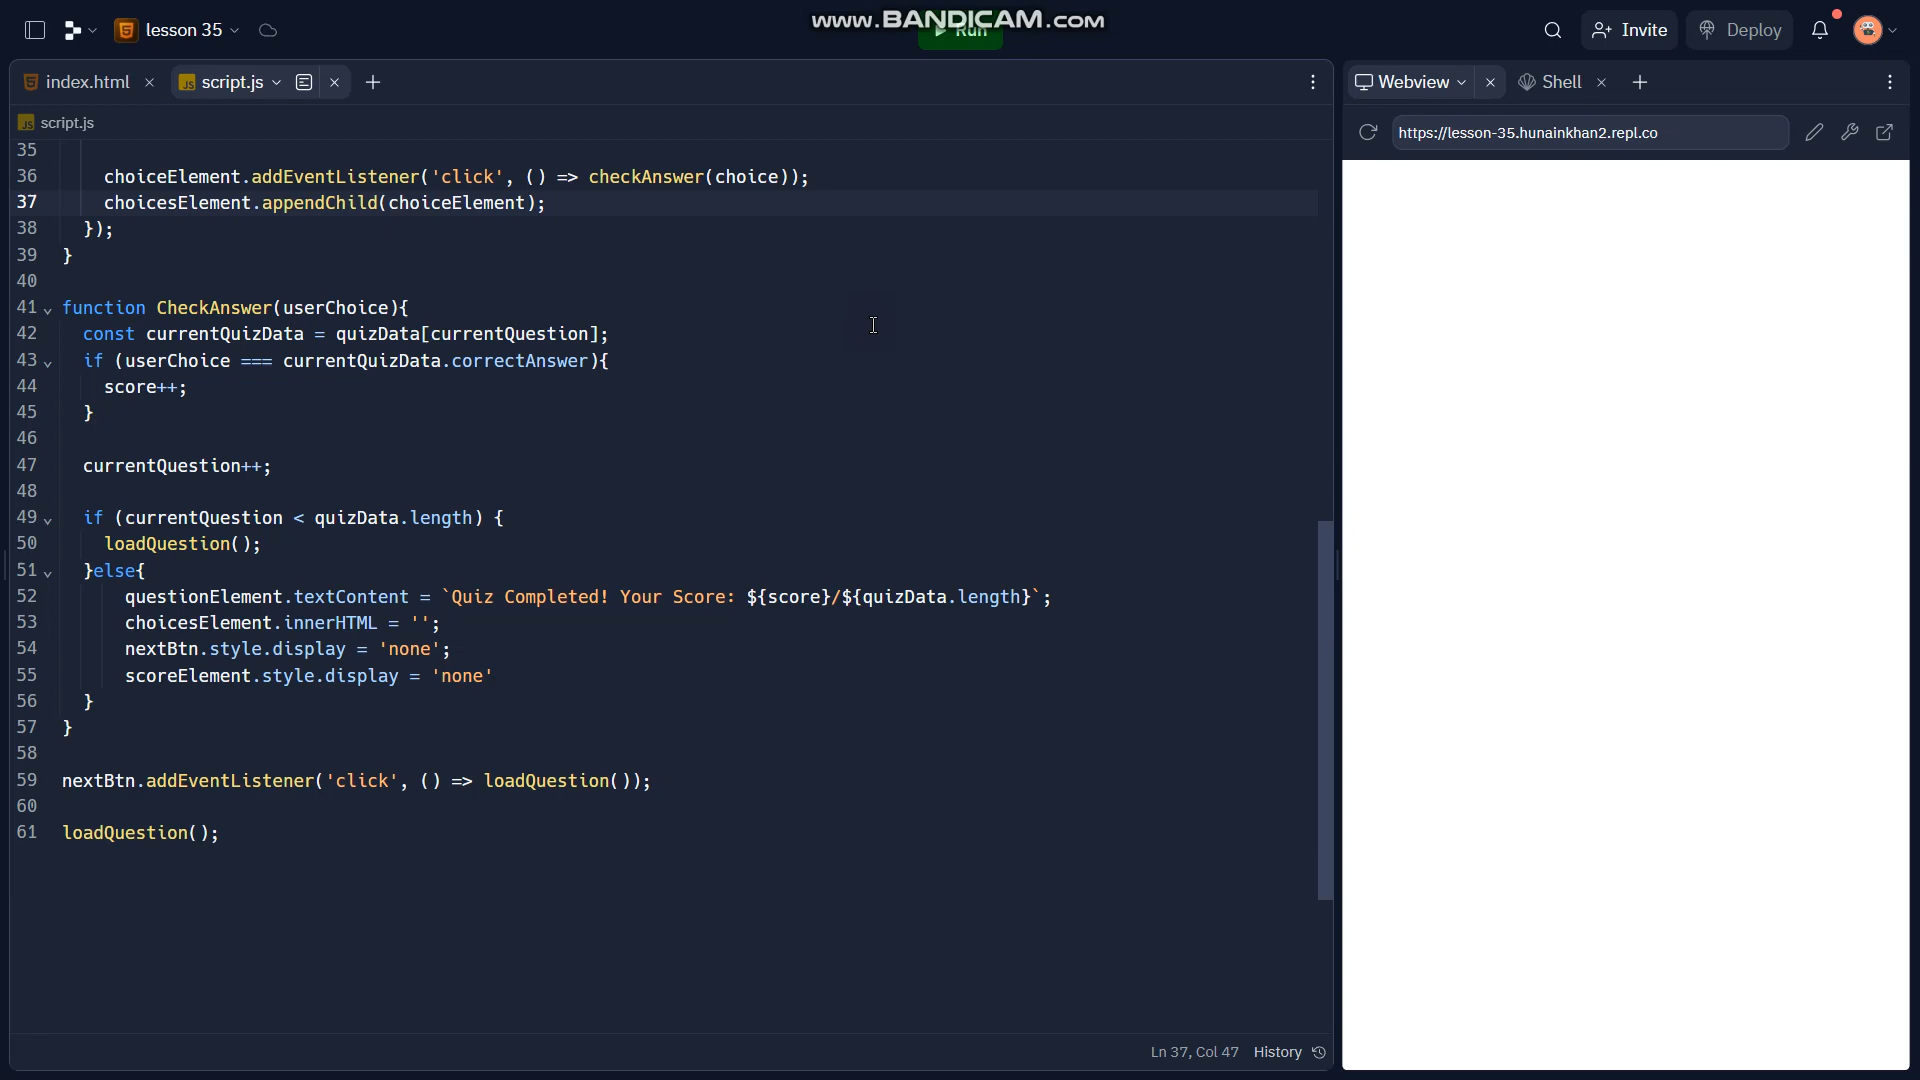 www.BANDICAM.com
lesson 35
Run
Invite
Deploy
index.html
script.js
Webview
Shell
script.js
https://lesson-35.hunainkhan2.repl.co
35
36 choiceElement.addEventListener('click', () => checkAnswer(choice));
37 choicesElement.appendChild(choiceElement);
38 });
39 }
40
41 function CheckAnswer(userChoice){
42 const currentQuizData = quizData[currentQuestion];
43 if (userChoice === currentQuizData.correctAnswer){
44 score++;
45 }
46
47 currentQuestion++;
48
49 if (currentQuestion < quizData.length) {
50 loadQuestion();
51 }else{
52 questionElement.textContent = `Quiz Completed! Your Score: ${score}/${quizData.length}`;
53 choicesElement.innerHTML = '';
54 nextBtn.style.display = 'none';
55 scoreElement.style.display = 'none'
56 }
57 }
58
59 nextBtn.addEventListener('click', () => loadQuestion());
60
61 loadQuestion();
Ln 37, Col 47 History